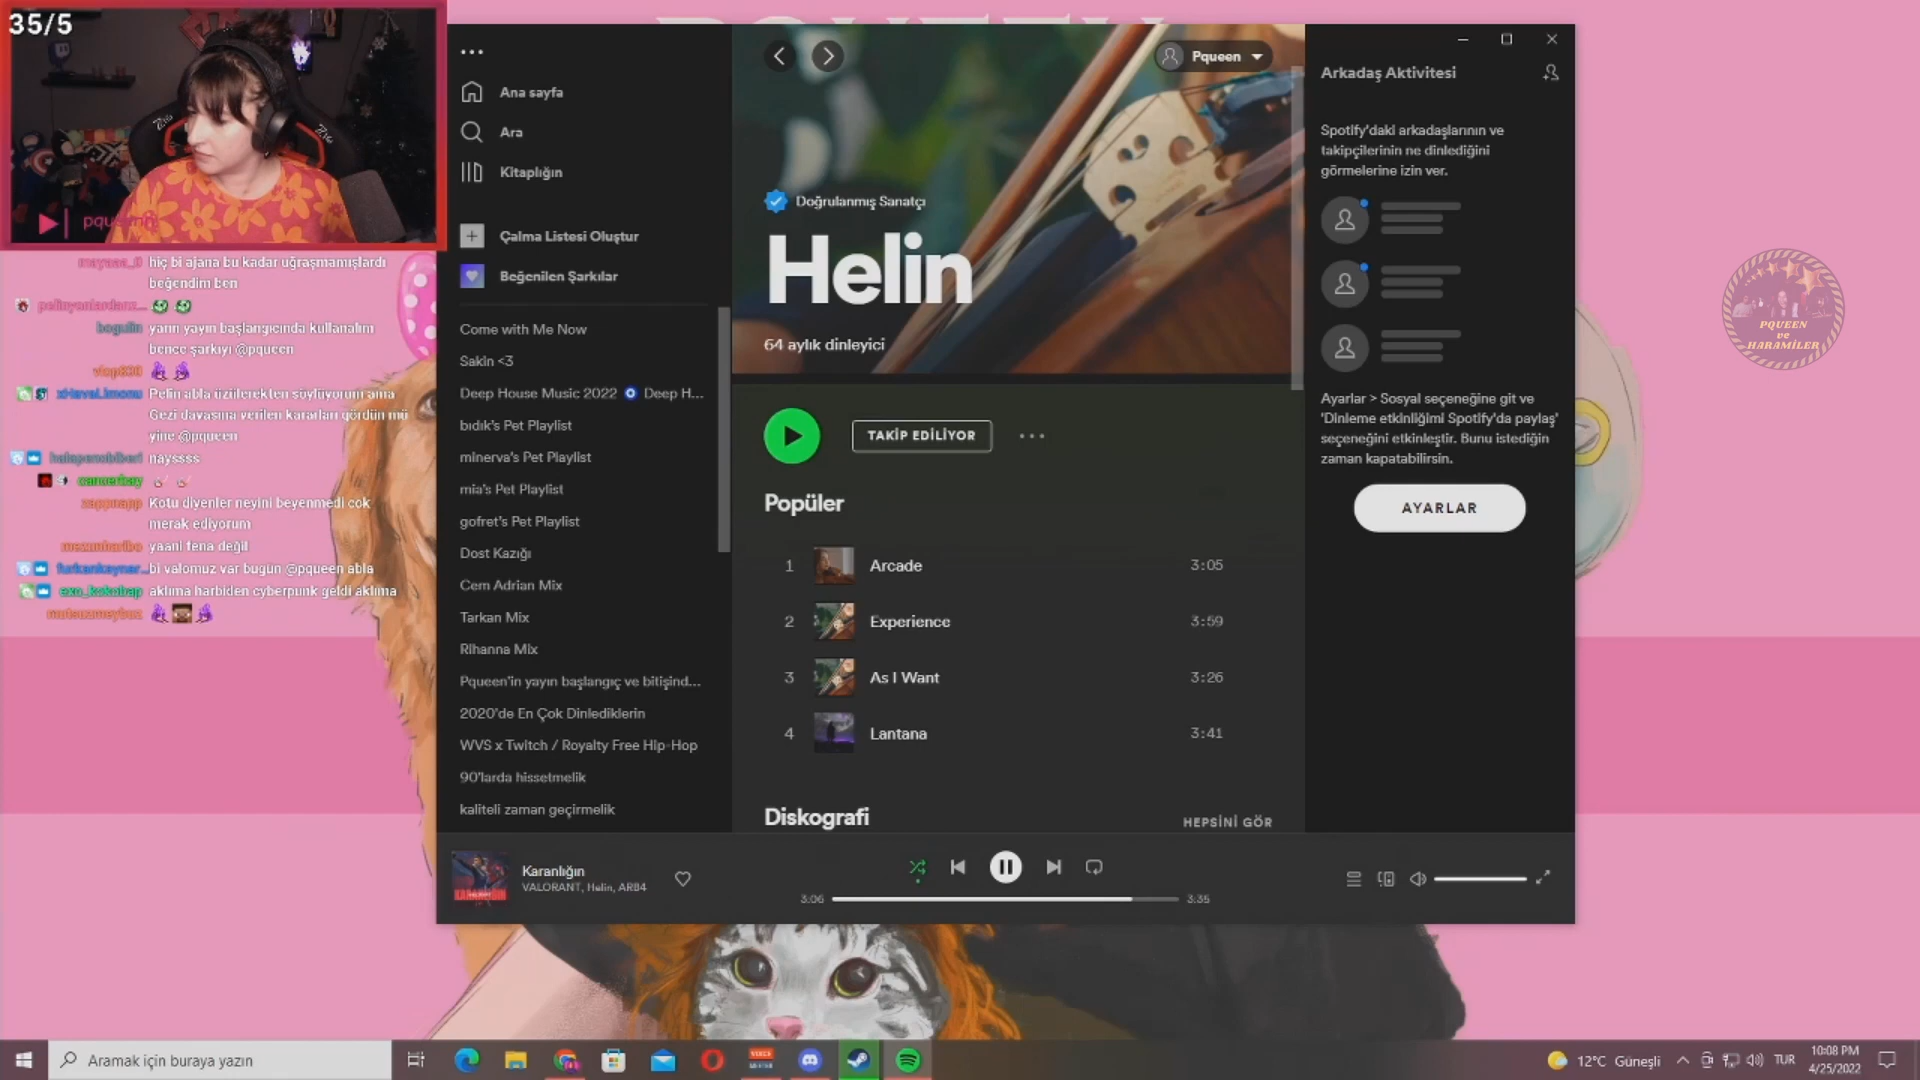 35/5
hiç bi ajana bu kadar uğraşmamışlardı
beğendim ben
bogulin yarın yayın başlangıcında kullanalım
bence şarkıyı @pqueen
Pelin abla üzülerekten söylüyorum ama
Gezi davasına verilen kararları gördün mü
yine @pqueen
nayssss
zappnapp Kotu diyenler neyini beyenmedi cok
merak ediyorum
yaani fena değil
bi valomuz var bugün @pqueen abla
aklıma harbiden cyberpunk geldi aklıma
Ana sayfa
Ara
Kitaplığın
Çalma Listesi Oluştur
Beğenilen Şarkılar
Come with Me Now
Sakin <3
Deep House Music 2022 🧿 Deep H...
bıdık's Pet Playlist
minerva's Pet Playlist
mia's Pet Playlist
gofret's Pet Playlist
Dost Kazığı
Cem Adrian Mix
Tarkan Mix
Rihanna Mix
Pqueen'in yayın başlangıç ve bitişind...
2020'de En Çok Dinlediklerin
WVS x Twitch / Royalty Free Hip-Hop
90'larda hissetmelik
kaliteli zaman geçirmelik
Pqueen
Doğrulanmış Sanatçı
Helin
64 aylık dinleyici
TAKİP EDİLİYOR
Popüler
1 Arcade 3:05
2 Experience 3:59
3 As I Want 3:26
4 Lantana 3:41
Diskografi
HEPSİNİ GÖR
Arkadaş Aktivitesi
Spotify'daki arkadaşlarının ve
takipçilerinin ne dinlediğini
görmelerine izin ver.
Ayarlar > Sosyal seçeneğine git ve
'Dinleme etkinliğimi Spotify'da paylaş'
seçeneğini etkinleştir. Bunu istediğin
zaman kapatabilirsin.
AYARLAR
PQUEEN
ve
HARAMİLER
Karanlığın
VALORANT, Helin, ARB4
3:06
3:35
Aramak için buraya yazın
12°C Güneşli
TUR
10:08 PM
4/25/2022